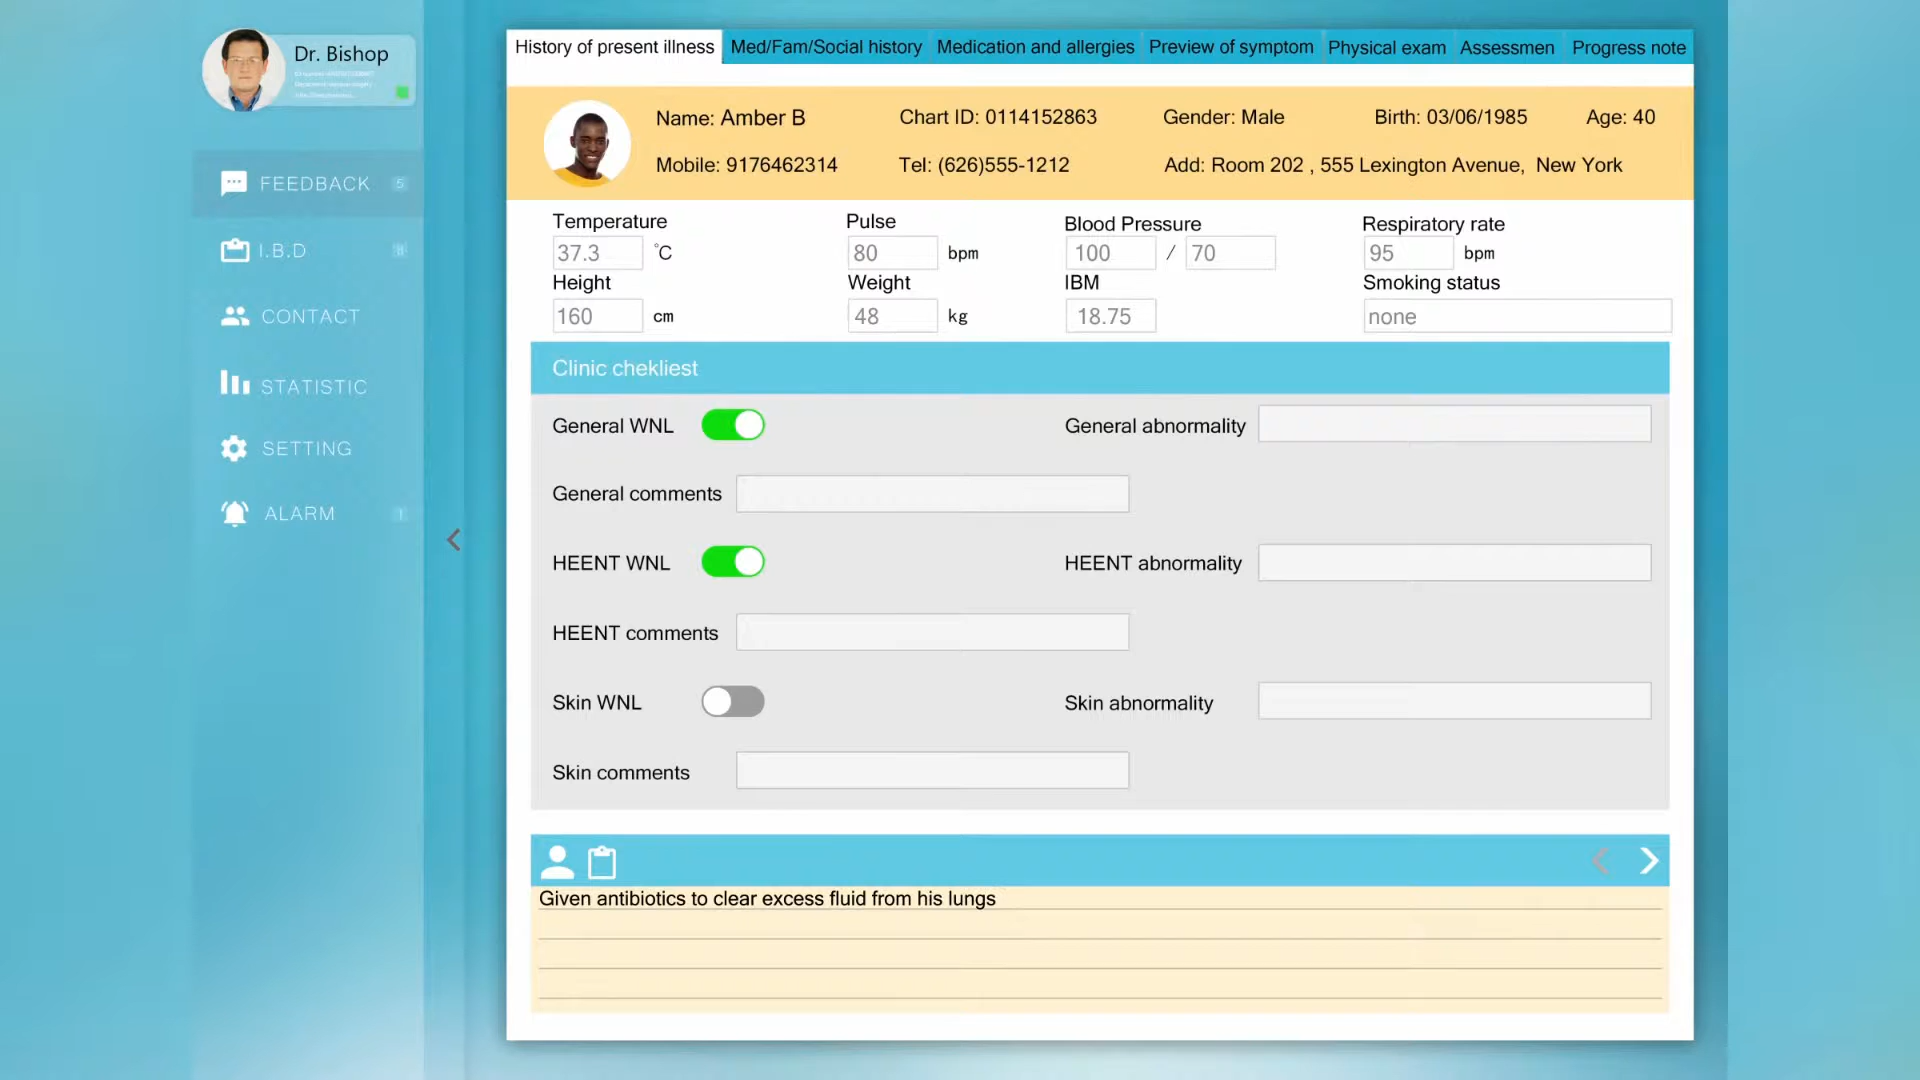 Dr. Bishop
FEEDBACK 5
I.B.D 8
CONTACT
STATISTIC
SETTING
ALARM 1
History of present illness Med/Fam/Social history Medication and allergies Preview of symptom Physical exam Assessmen Progress note
Name: Amber B Chart ID: 0114152863 Gender: Male Birth: 03/06/1985 Age: 40
Mobile: 9176462314 Tel: (626)555-1212 Add: Room 202 , 555 Lexington Avenue, New York
Temperature Pulse Blood Pressure Respiratory rate
37.3 °C 80 bpm 100 / 70 95 bpm
Height Weight IBM Smoking status
160 cm 48 kg 18.75 none
Clinic chekliest
General WNL General abnormality
General comments
HEENT WNL HEENT abnormality
HEENT comments
Skin WNL Skin abnormality
Skin comments
Given antibiotics to clear excess fluid from his lungs